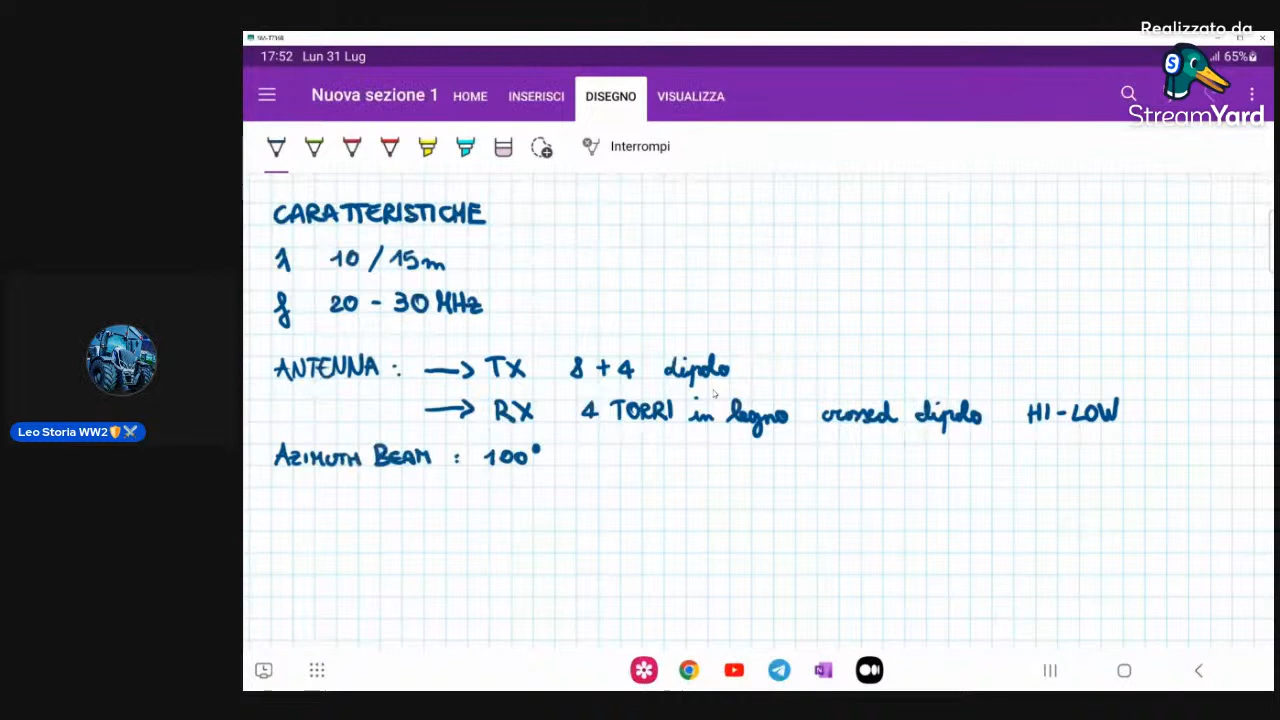 Realizzato da
StreamYard
SM-T736B
17:52 Lun 31 Lug
65%
Nuova sezione 1 HOME INSERISCI DISEGNO VISUALIZZA
Interrompi
CARATTERISTICHE
λ 10 / 15m
f 20 - 30 MHz
ANTENNA : → TX 8 + 4 dipolo
→ RX 4 TORRI in legno crossed dipolo HI-LOW
AZIMUTH BEAM : 100°
Leo Storia WW2🛡️⚔️